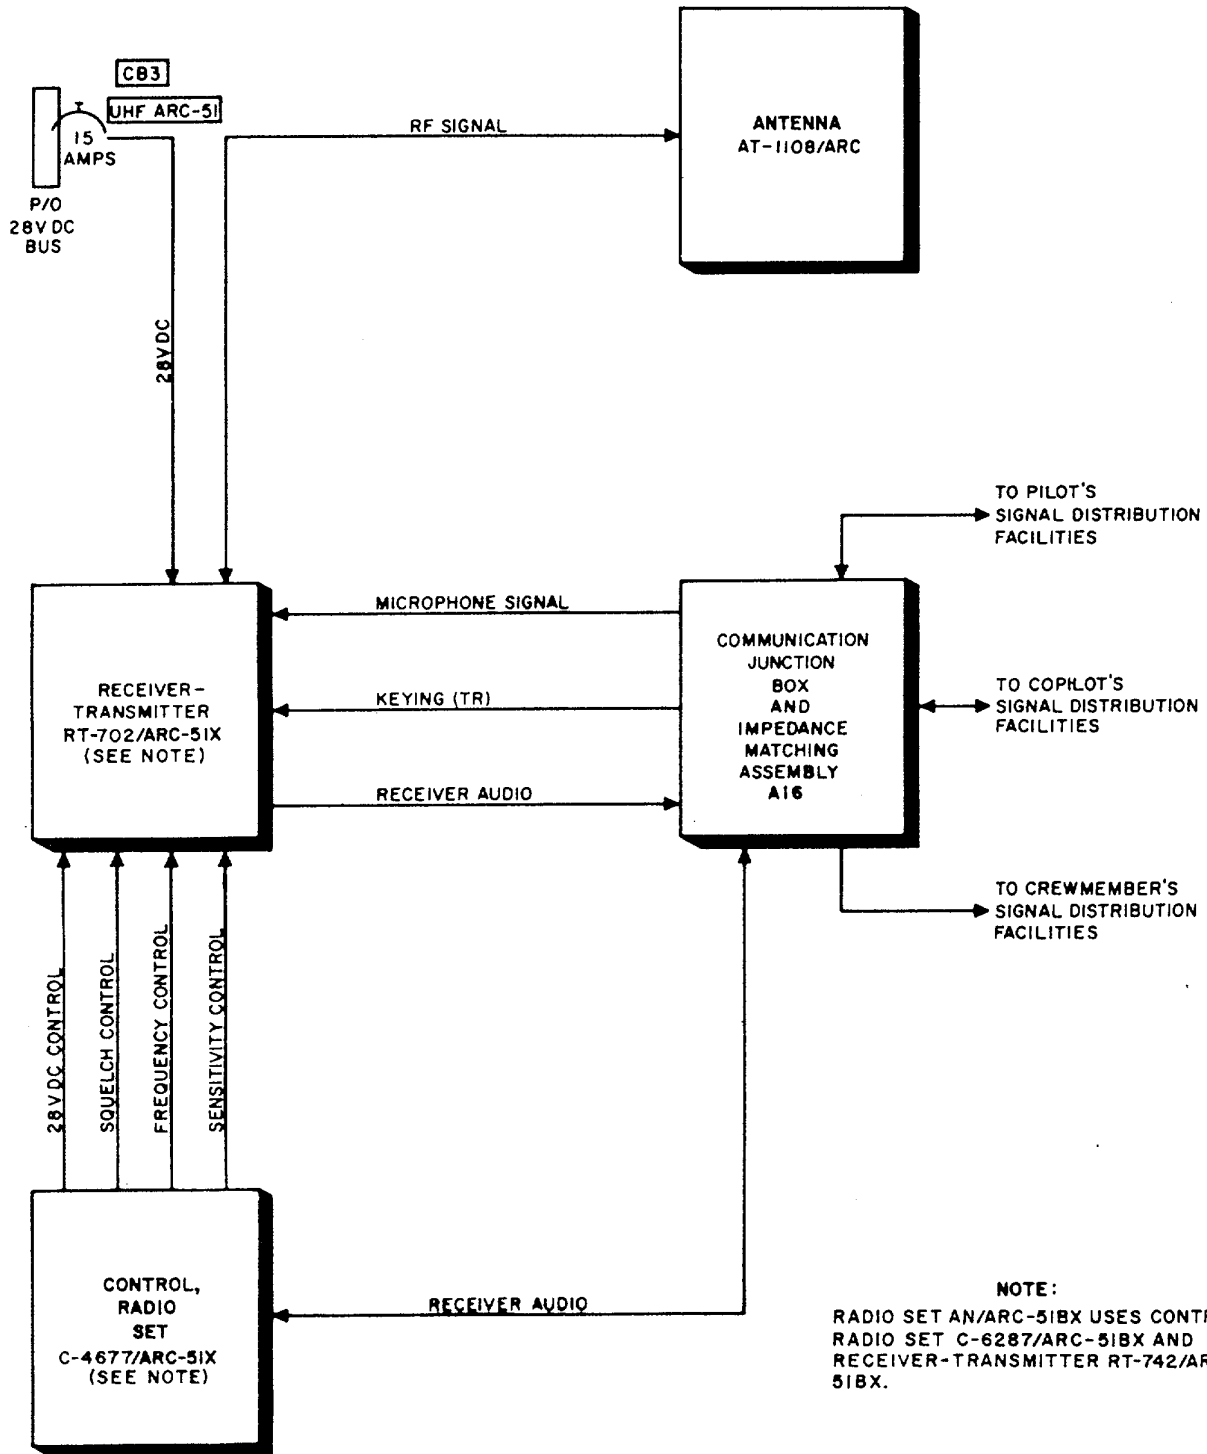 CB3
UHF ARC-51
15
AMPS
P/O
28V DC
BUS
RF SIGNAL
ANTENNA
AT-1108/ARC
28VDC
TO PILOT'S
SIGNAL DISTRIBUTION
FACILITIES
MICROPHONE SIGNAL
RECEIVER-
TRANSMITTER
RT-702/ARC-51X
(SEE NOTE)
KEYING (TR)
RECEIVER AUDIO
COMMUNICATION
JUNCTION
BOX
AND
IMPEDANCE
MATCHING
ASSEMBLY
A16
TO COPILOT'S
SIGNAL DISTRIBUTION
FACILITIES
TO CREWMEMBER'S
SIGNAL DISTRIBUTION
FACILITIES
28VDC CONTROL
SQUELCH CONTROL
FREQUENCY CONTROL
SENSITIVITY CONTROL
CONTROL,
RADIO
SET
C-4677/ARC-51X
(SEE NOTE)
RECEIVER AUDIO
NOTE:
RADIO SET AN/ARC-51BX USES
RADIO SET C-6287/ARC-51BX AND
RECEIVER-TRANSMITTER
51BX.